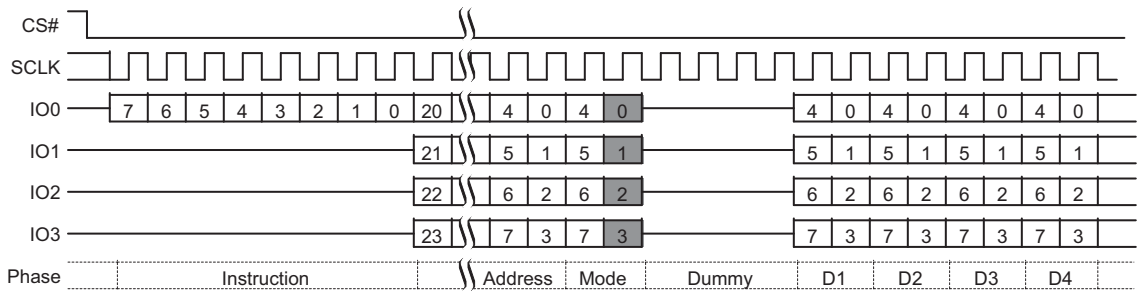 CS#
SCLK
IO0 7 6 5 4 3 2 1 0 20 4 0 4 0 4 0 4 0 4 0 4 0
IO1 21 5 1 5 1 5 1 5 1 5 1 5 1
IO2 22 6 2 6 2 6 2 6 2 6 2 6 2
IO3 23 7 3 7 3 7 3 7 3 7 3 7 3
Phase Instruction Address Mode Dummy D1 D2 D3 D4